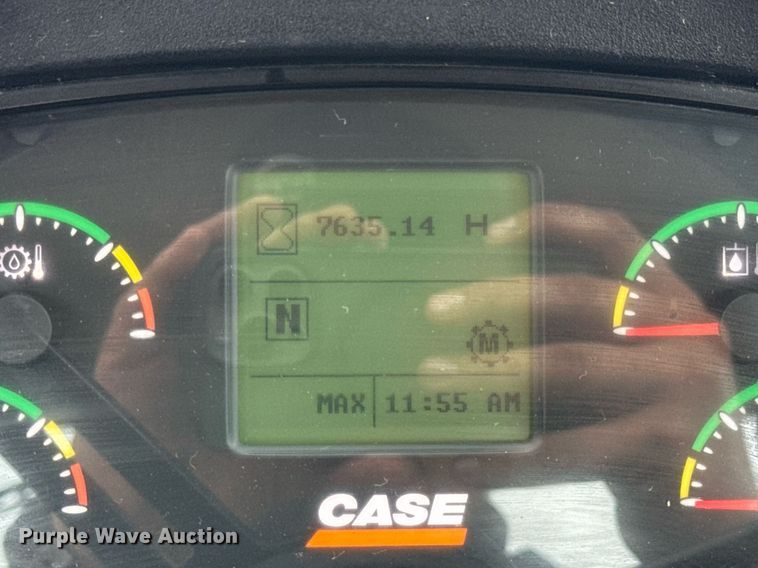 7635.14 H
N
M
MAX 11:55 AM
CASE
Purple Wave Auction®